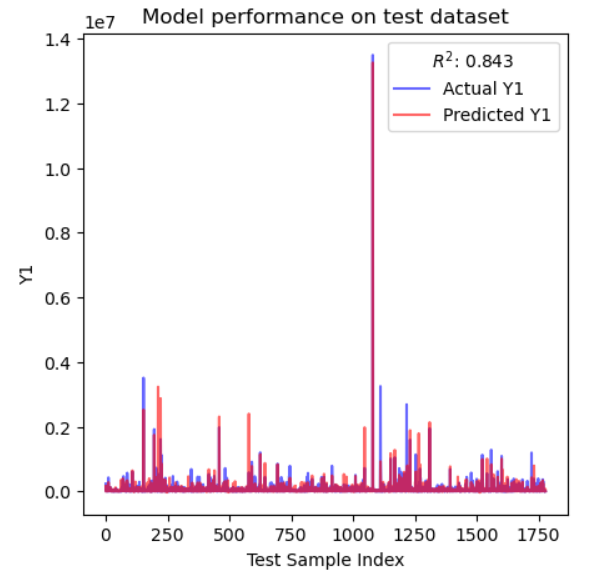 Model performance on test dataset
1e7
1.4
1.2
1.0
0.8
0.6
0.4
0.2
0.0
Y1
R²: 0.843
Actual Y1
Predicted Y1
0 250 500 750 1000 1250 1500 1750
Test Sample Index